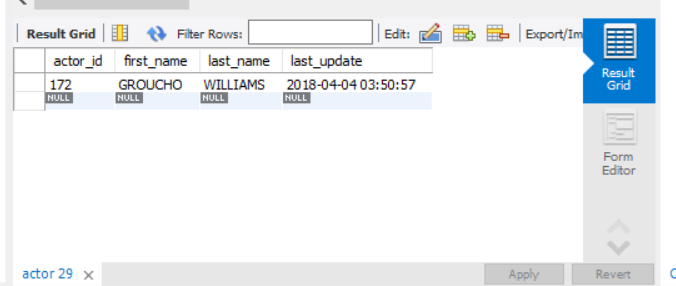 Result Grid Filter Rows: Edit: Export/Im
actor_id first_name last_name last_update
172 GROUCHO WILLIAMS 2018-04-04 03:50:57
NULL NULL NULL NULL
Result
Grid
Form
Editor
actor 29 × Apply Revert